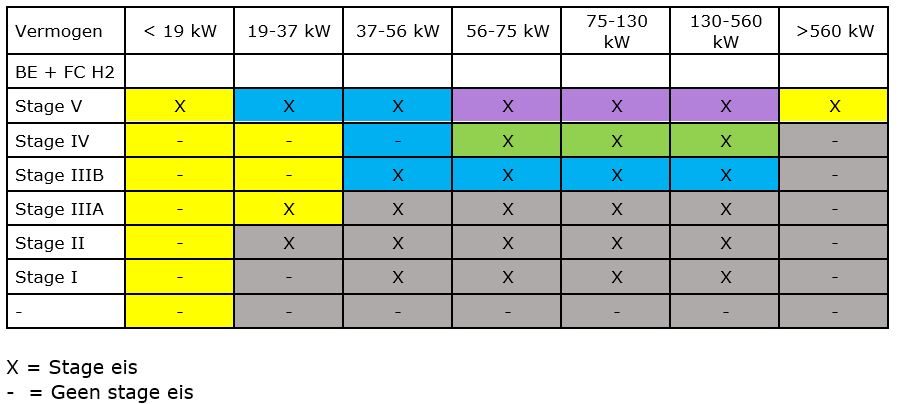 Vermogen < 19 kW 19-37 kW 37-56 kW 56-75 kW 75-130 kW 130-560 kW >560 kW
BE + FC H2
Stage V X X X X X X X
Stage IV - - - X X X -
Stage IIIB - - X X X X -
Stage IIIA - X X X X X -
Stage II - X X X X X -
Stage I - - X X X X -
- - - - - - - -
X = Stage eis
- = Geen stage eis